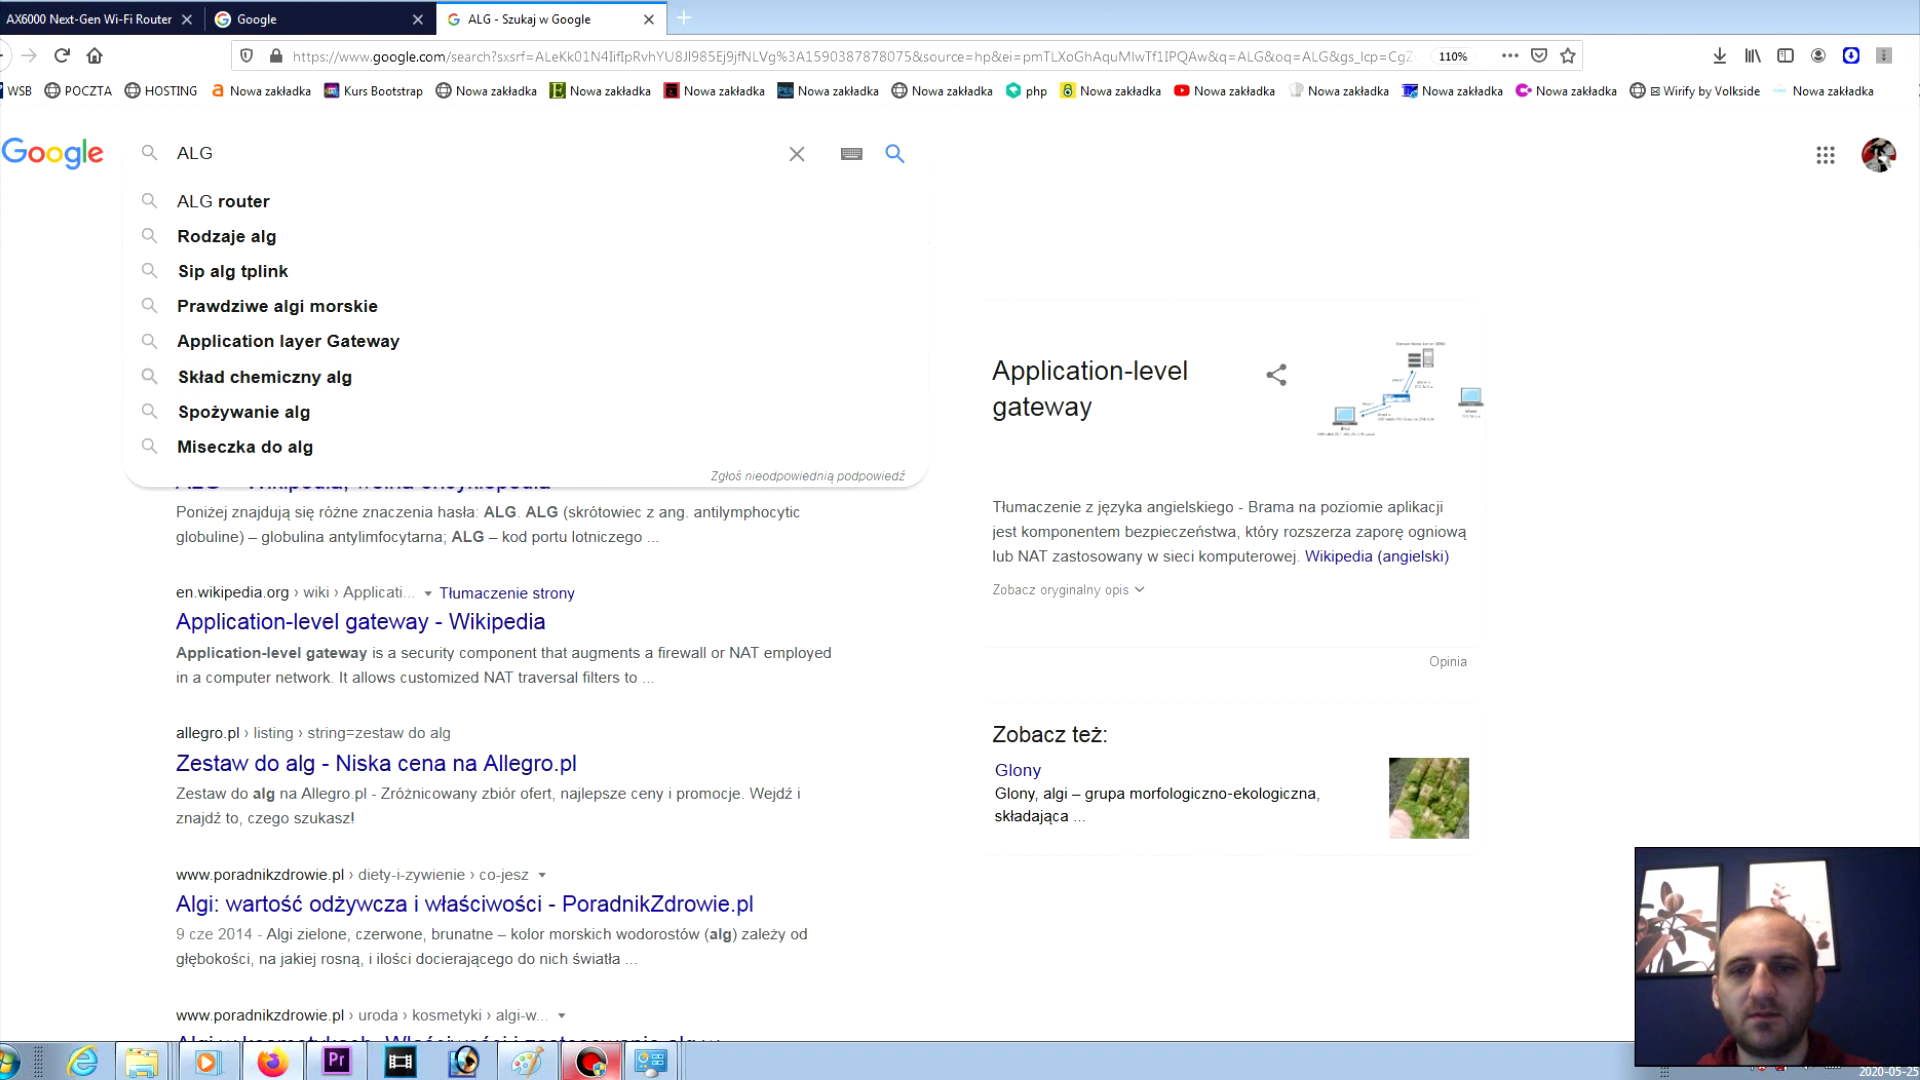 AX6000 Next-Gen Wi-Fi Router
Google
ALG - Szukaj w Google
110%
WSB
POCZTA
HOSTING
Nowa zakładka
Kurs Bootstrap
Nowa zakładka
Nowa zakładka
Nowa zakładka
Nowa zakładka
Nowa zakładka
php
Nowa zakładka
Nowa zakładka
Nowa zakładka
Nowa zakładka
Nowa zakładka
Wirify by Volkside
Nowa zakładka
Google
ALG
ALG router
Rodzaje alg
Sip alg tplink
Prawdziwe algi morskie
Application layer Gateway
Skład chemiczny alg
Spożywanie alg
Miseczka do alg
Zgłoś nieodpowiednią podpowiedź
Poniżej znajdują się różne znaczenia hasła: ALG. ALG (skrótowiec z ang. antilymphocytic
globuline) – globulina antylimfocytarna; ALG – kod portu lotniczego ...
en.wikipedia.org › wiki › Applicati... Tłumaczenie strony
Application-level gateway - Wikipedia
Application-level gateway is a security component that augments a firewall or NAT employed
in a computer network. It allows customized NAT traversal filters to ...
allegro.pl › listing › string=zestaw do alg
Zestaw do alg - Niska cena na Allegro.pl
Zestaw do alg na Allegro.pl - Zróżnicowany zbiór ofert, najlepsze ceny i promocje. Wejdź i
znajdź to, czego szukasz!
www.poradnikzdrowie.pl › diety-i-zywienie › co-jesz
Algi: wartość odżywcza i właściwości - PoradnikZdrowie.pl
9 cze 2014 - Algi zielone, czerwone, brunatne – kolor morskich wodorostów (alg) zależy od
głębokości, na jakiej rosną, i ilości docierającego do nich światła ...
www.poradnikzdrowie.pl › uroda › kosmetyki › algi-w...
Application-level
gateway
Tłumaczenie z języka angielskiego - Brama na poziomie aplikacji
jest komponentem bezpieczeństwa, który rozszerza zaporę ogniową
lub NAT zastosowany w sieci komputerowej. Wikipedia (angielski)
Zobacz oryginalny opis
Opinia
Zobacz też:
Glony
Glony, algi – grupa morfologiczno-ekologiczna,
składająca ...
Pr
2020-05-25